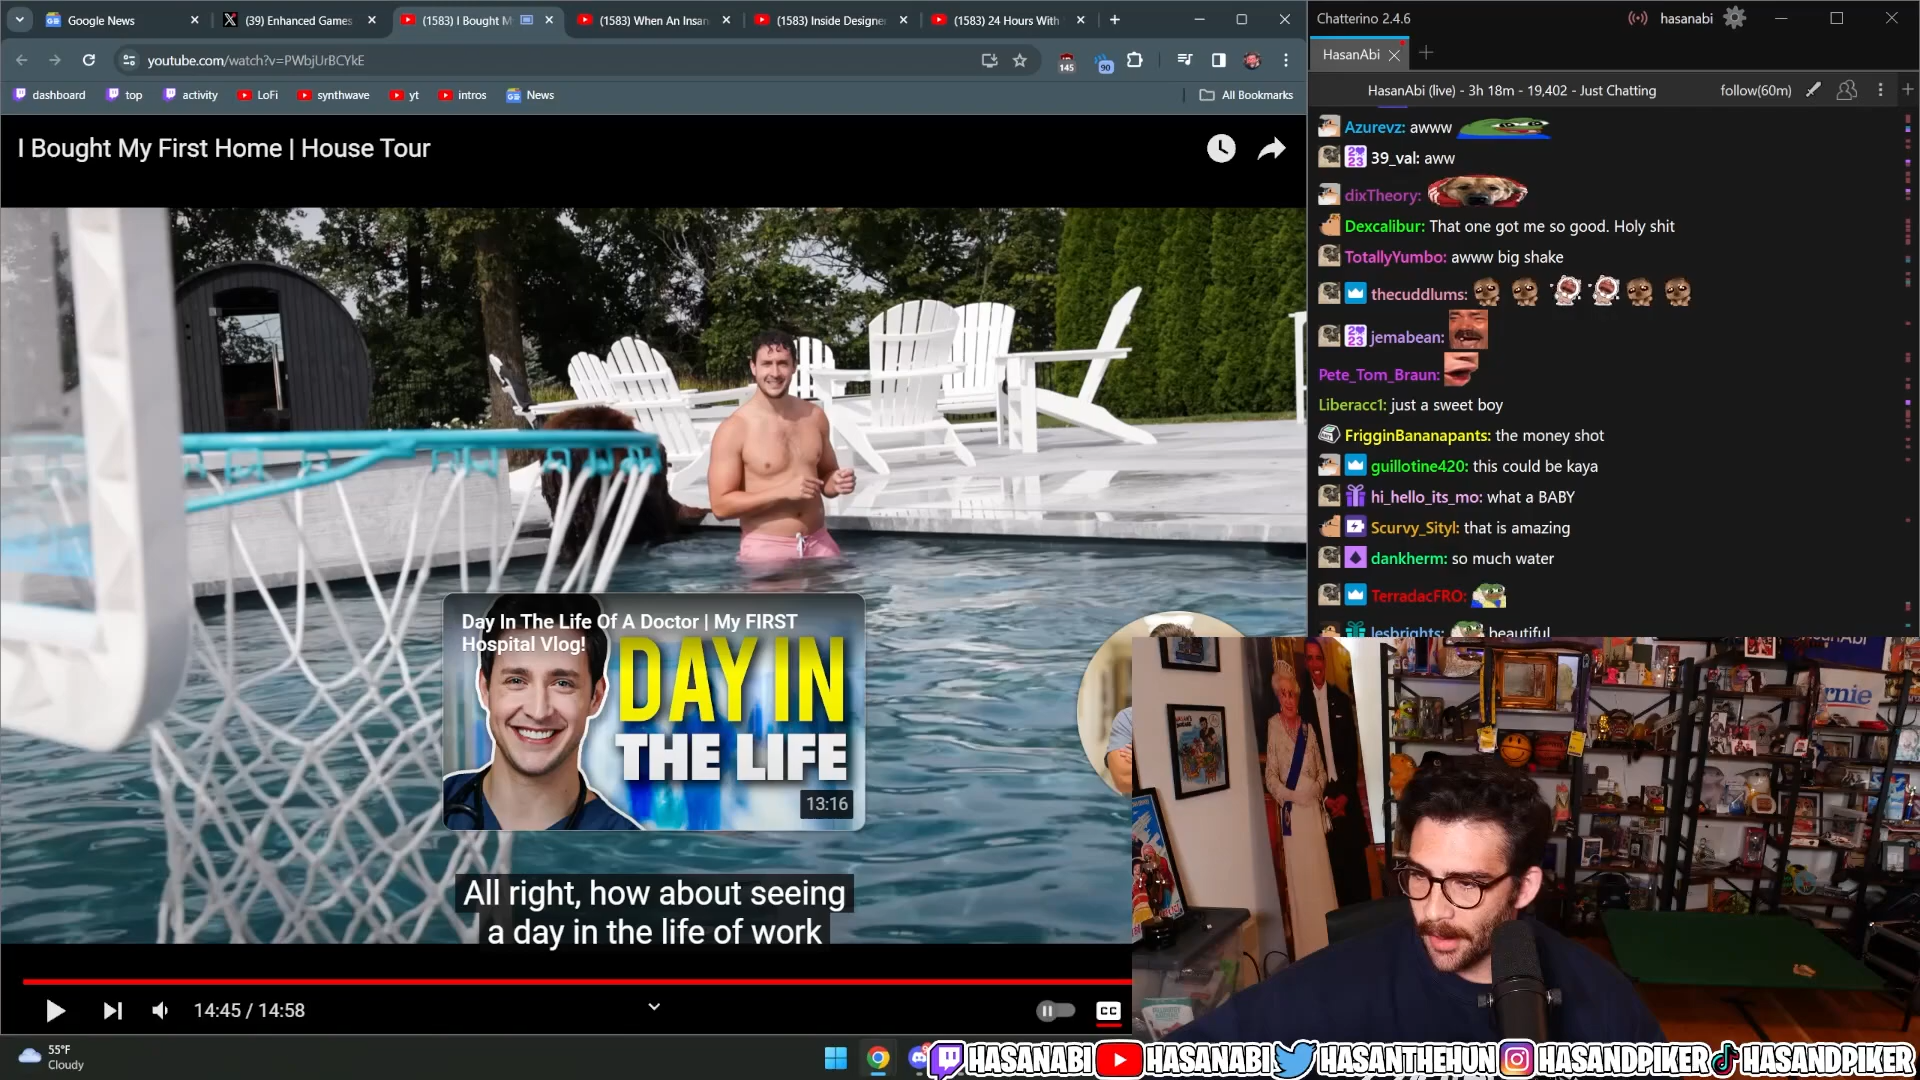 Google News
(39) Enhanced Games
(1583) I Bought M
(1583) When An Insan
(1583) Inside Designe
(1583) 24 Hours With
youtube.com/watch?v=PWbjUrBCYkE
145
90
dashboard
top
activity
LoFi
synthwave
yt
intros
News
All Bookmarks
I Bought My First Home | House Tour
Day In The Life Of A Doctor | My FIRST
Hospital Vlog!
DAY IN
THE LIFE
13:16
All right, how about seeing
a day in the life of work
14:45 / 14:58
CC
55°F
Cloudy
Chatterino 2.4.6
hasanabi
HasanAbi
HasanAbi (live) - 3h 18m - 19,402 - Just Chatting
follow(60m)
Azurevz: awww
39_val: aww
dixTheory:
Dexcalibur: That one got me so good. Holy shit
TotallyYumbo: awww big shake
thecuddlums:
jemabean:
Pete_Tom_Braun:
Liberacc1: just a sweet boy
FrigginBananapants: the money shot
guillotine420: this could be kaya
hi_hello_its_mo: what a BABY
Scurvy_Sityl: that is amazing
dankherm: so much water
TerradacFRO:
lesbrights: beautiful
HASANABI HASANABI HASANTHEHUN HASANDPIKER HASANDPIKER